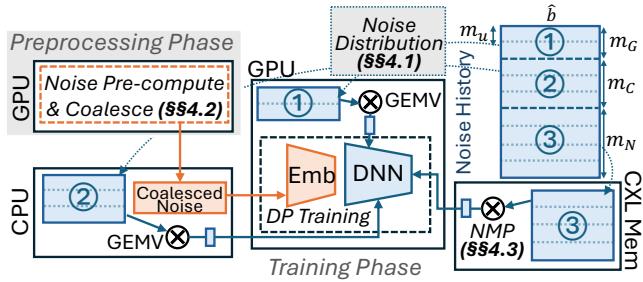 Preprocessing Phase
GPU
Noise Pre-compute
& Coalesce (§§4.2)
Noise
Distribution
(§§4.1)
GPU
①
GEMV
Emb
DNN
DP Training
CPU
②
Coalesced
Noise
GEMV
Training Phase
b̂
m_u
Noise History
①
②
③
m_G
m_C
m_N
CXL Mem
NMP
(§§4.3)
③